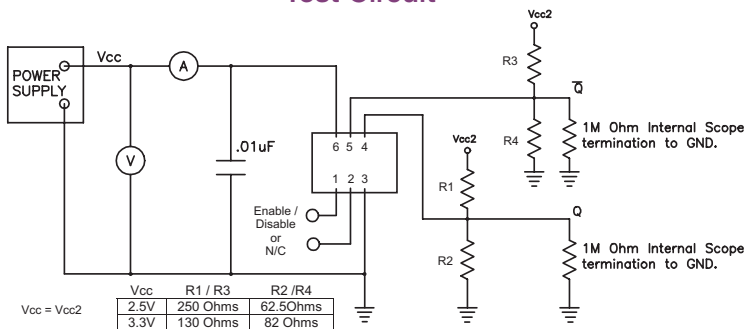 Vcc2
Vcc
R3
A
POWER
SUPPLY
Q
R4
1M Ohm Internal Scope
termination to GND.
.01uF
V
6 5 4
Vcc2
1 2 3
R1
Enable /
Disable
or
N/C
Q
R2
1M Ohm Internal Scope
termination to GND.
Vcc R1 / R3 R2 /R4
Vcc = Vcc2
2.5V 250 Ohms 62.5Ohms
3.3V 130 Ohms 82 Ohms